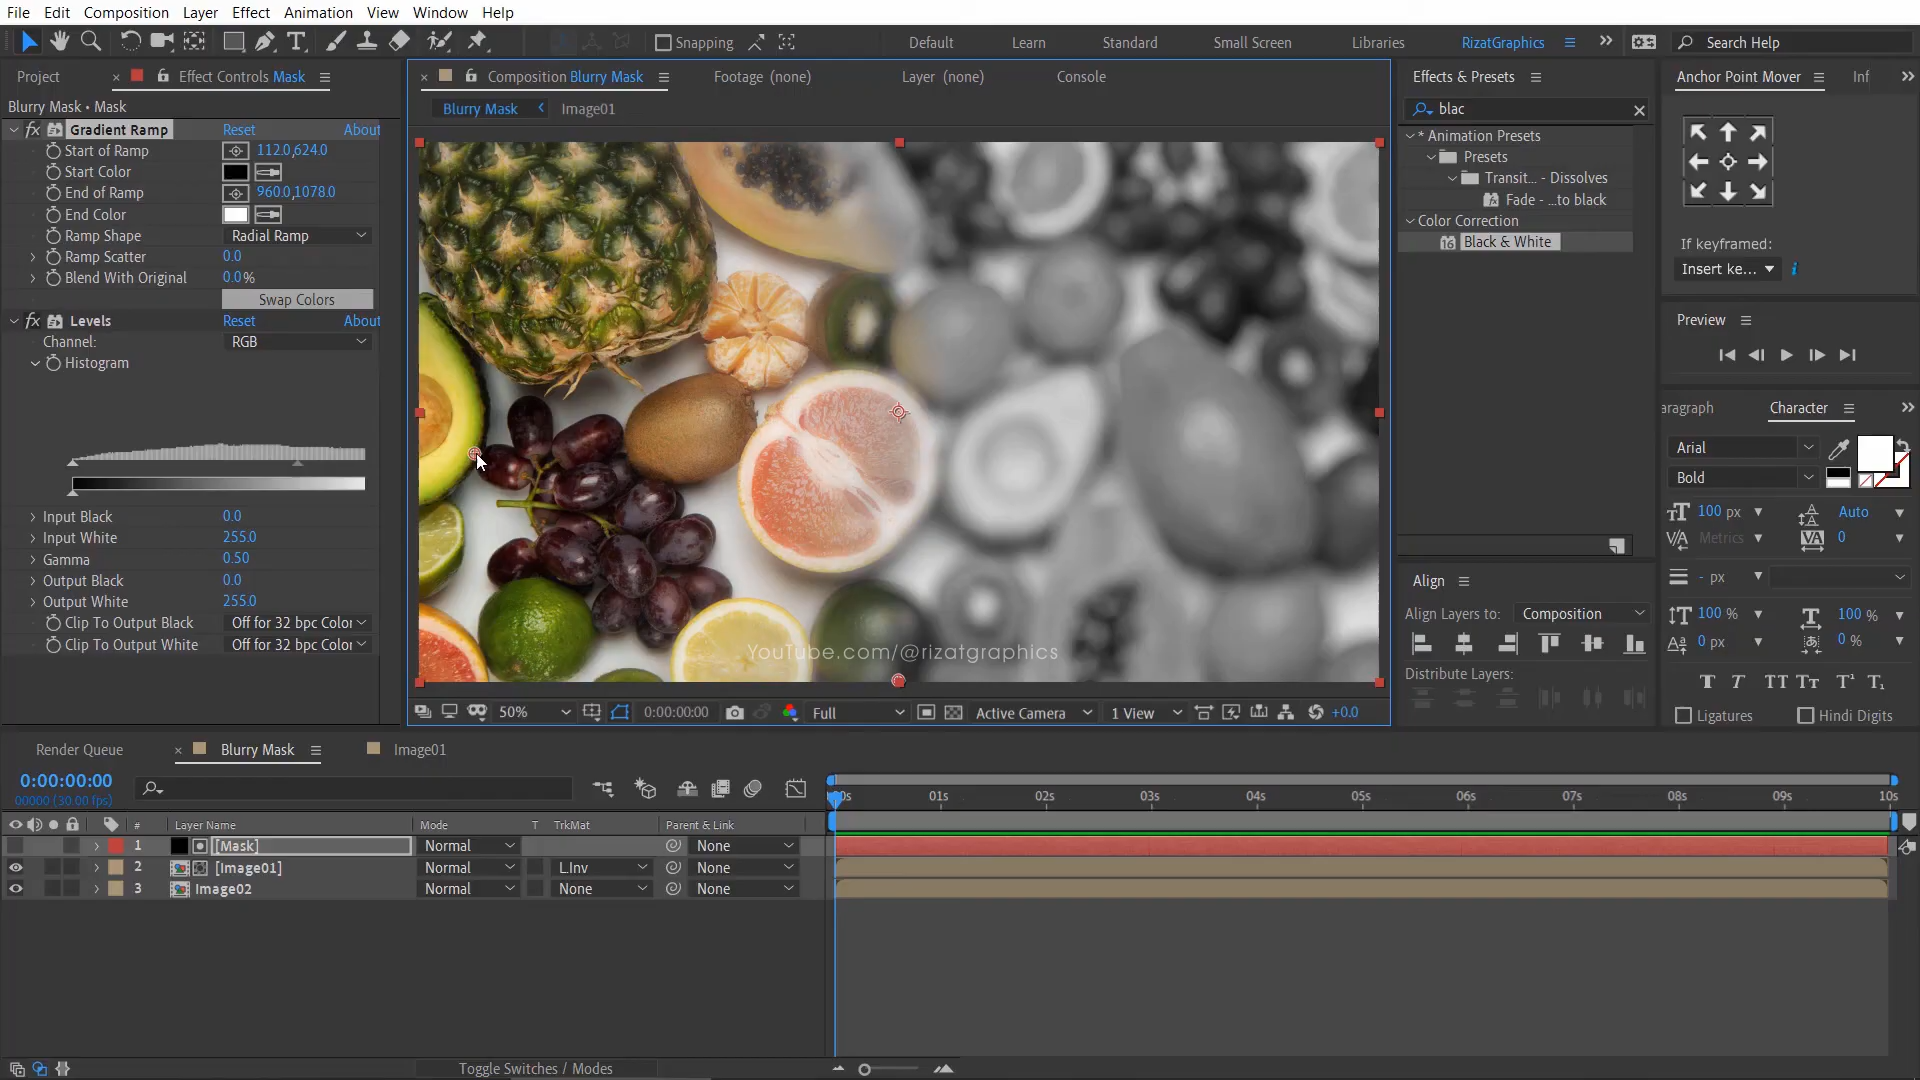 File Edit Composition Layer Effect Animation View Window Help
Snapping Default Learn Standard Small Screen Libraries RizatGraphics Search Help
Project Effect Controls Mask
Blurry Mask • Mask
fx Gradient Ramp Reset About
Start of Ramp 112.0,624.0
Start Color
End of Ramp 960.0,1078.0
End Color
Ramp Shape Radial Ramp
Ramp Scatter 0.0
Blend With Original 0.0%
Swap Colors
fx Levels Reset About
Channel: RGB
Histogram
Input Black 0.0
Input White 255.0
Gamma 0.50
Output Black 0.0
Output White 255.0
Clip To Output Black Off for 32 bpc Color
Clip To Output White Off for 32 bpc Color
Composition Blurry Mask Footage (none) Layer (none) Console
Blurry Mask Image01
YouTube.com/@rizatgraphics
50% 0:00:00:00 Full Active Camera 1 View +0.0
Effects & Presets
blac
* Animation Presets
Presets
Transit... - Dissolves
Fade - ...to black
Color Correction
16 Black & White
Align
Align Layers to: Composition
Distribute Layers:
Anchor Point Mover Inf
If keyframed:
Insert ke...
Preview
aragraph Character
Arial
Bold
100 px Auto
Metrics 0
- px
100 % 100 %
0 px 0 %
Ligatures Hindi Digits
Render Queue Blurry Mask Image01
0:00:00:00
00000 (30.00 fps)
:00s 01s 02s 03s 04s 05s 06s 07s 08s 09s 10s
# Layer Name Mode T TrkMat Parent & Link
1 [Mask] Normal None
2 [Image01] Normal L.Inv None
3 Image02 Normal None None
Toggle Switches / Modes